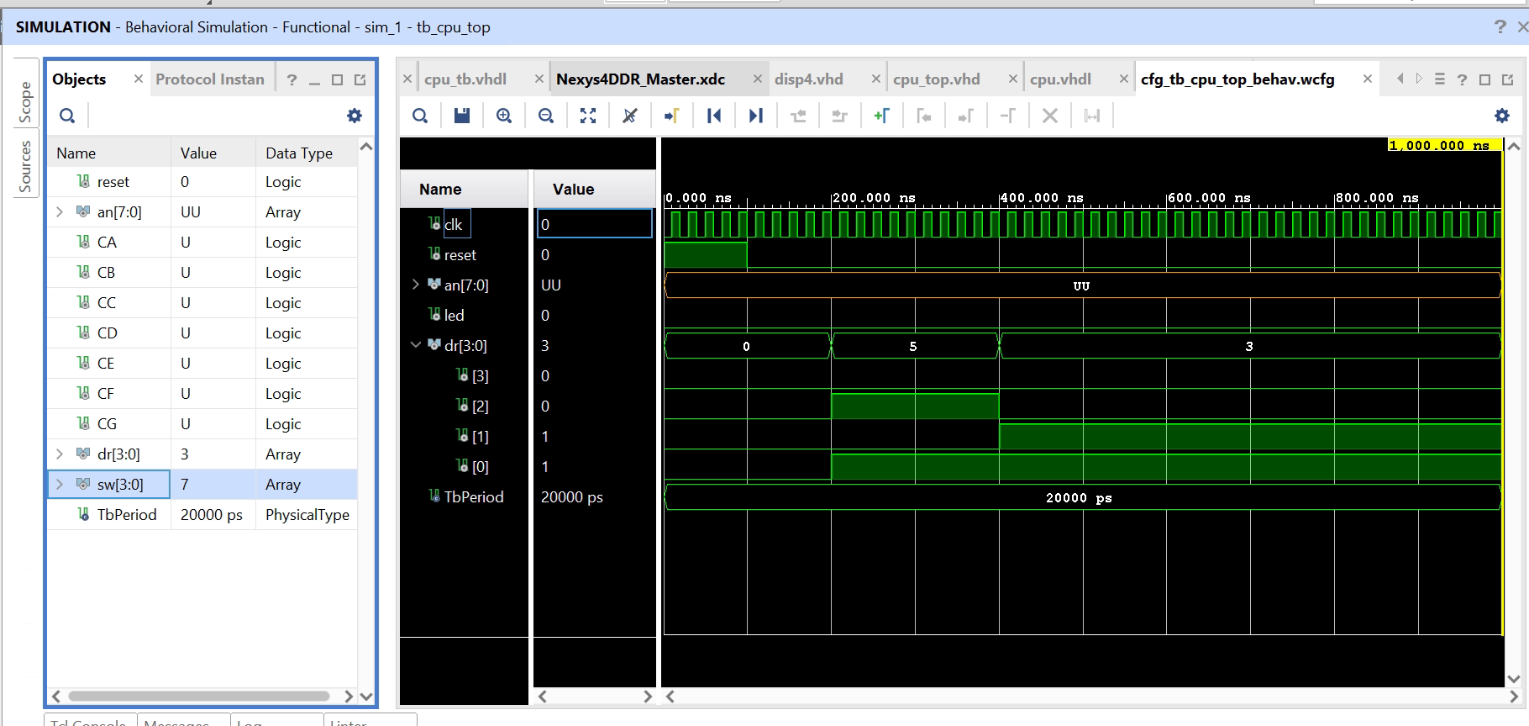 SIMULATION - Behavioral Simulation - Functional - sim_1 - tb_cpu_top ? ×
Scope
Sources
Objects × Protocol Instan ?
Name Value Data Type
reset 0 Logic
an[7:0] UU Array
CA U Logic
CB U Logic
CC U Logic
CD U Logic
CE U Logic
CF U Logic
CG U Logic
dr[3:0] 3 Array
sw[3:0] 7 Array
TbPeriod 20000 ps PhysicalType
× cpu_tb.vhdl × Nexys4DDR_Master.xdc × disp4.vhd × cpu_top.vhd × cpu.vhdl × cfg_tb_cpu_top_behav.wcfg × ?
1,000.000 ns
Name Value
0.000 ns 200.000 ns 400.000 ns 600.000 ns 800.000 ns
clk 0
reset 0
an[7:0] UU UU
led 0
dr[3:0] 3 0 5 3
[3] 0
[2] 0
[1] 1
[0] 1
TbPeriod 20000 ps 20000 ps
Tcl Console Messages Log Linter